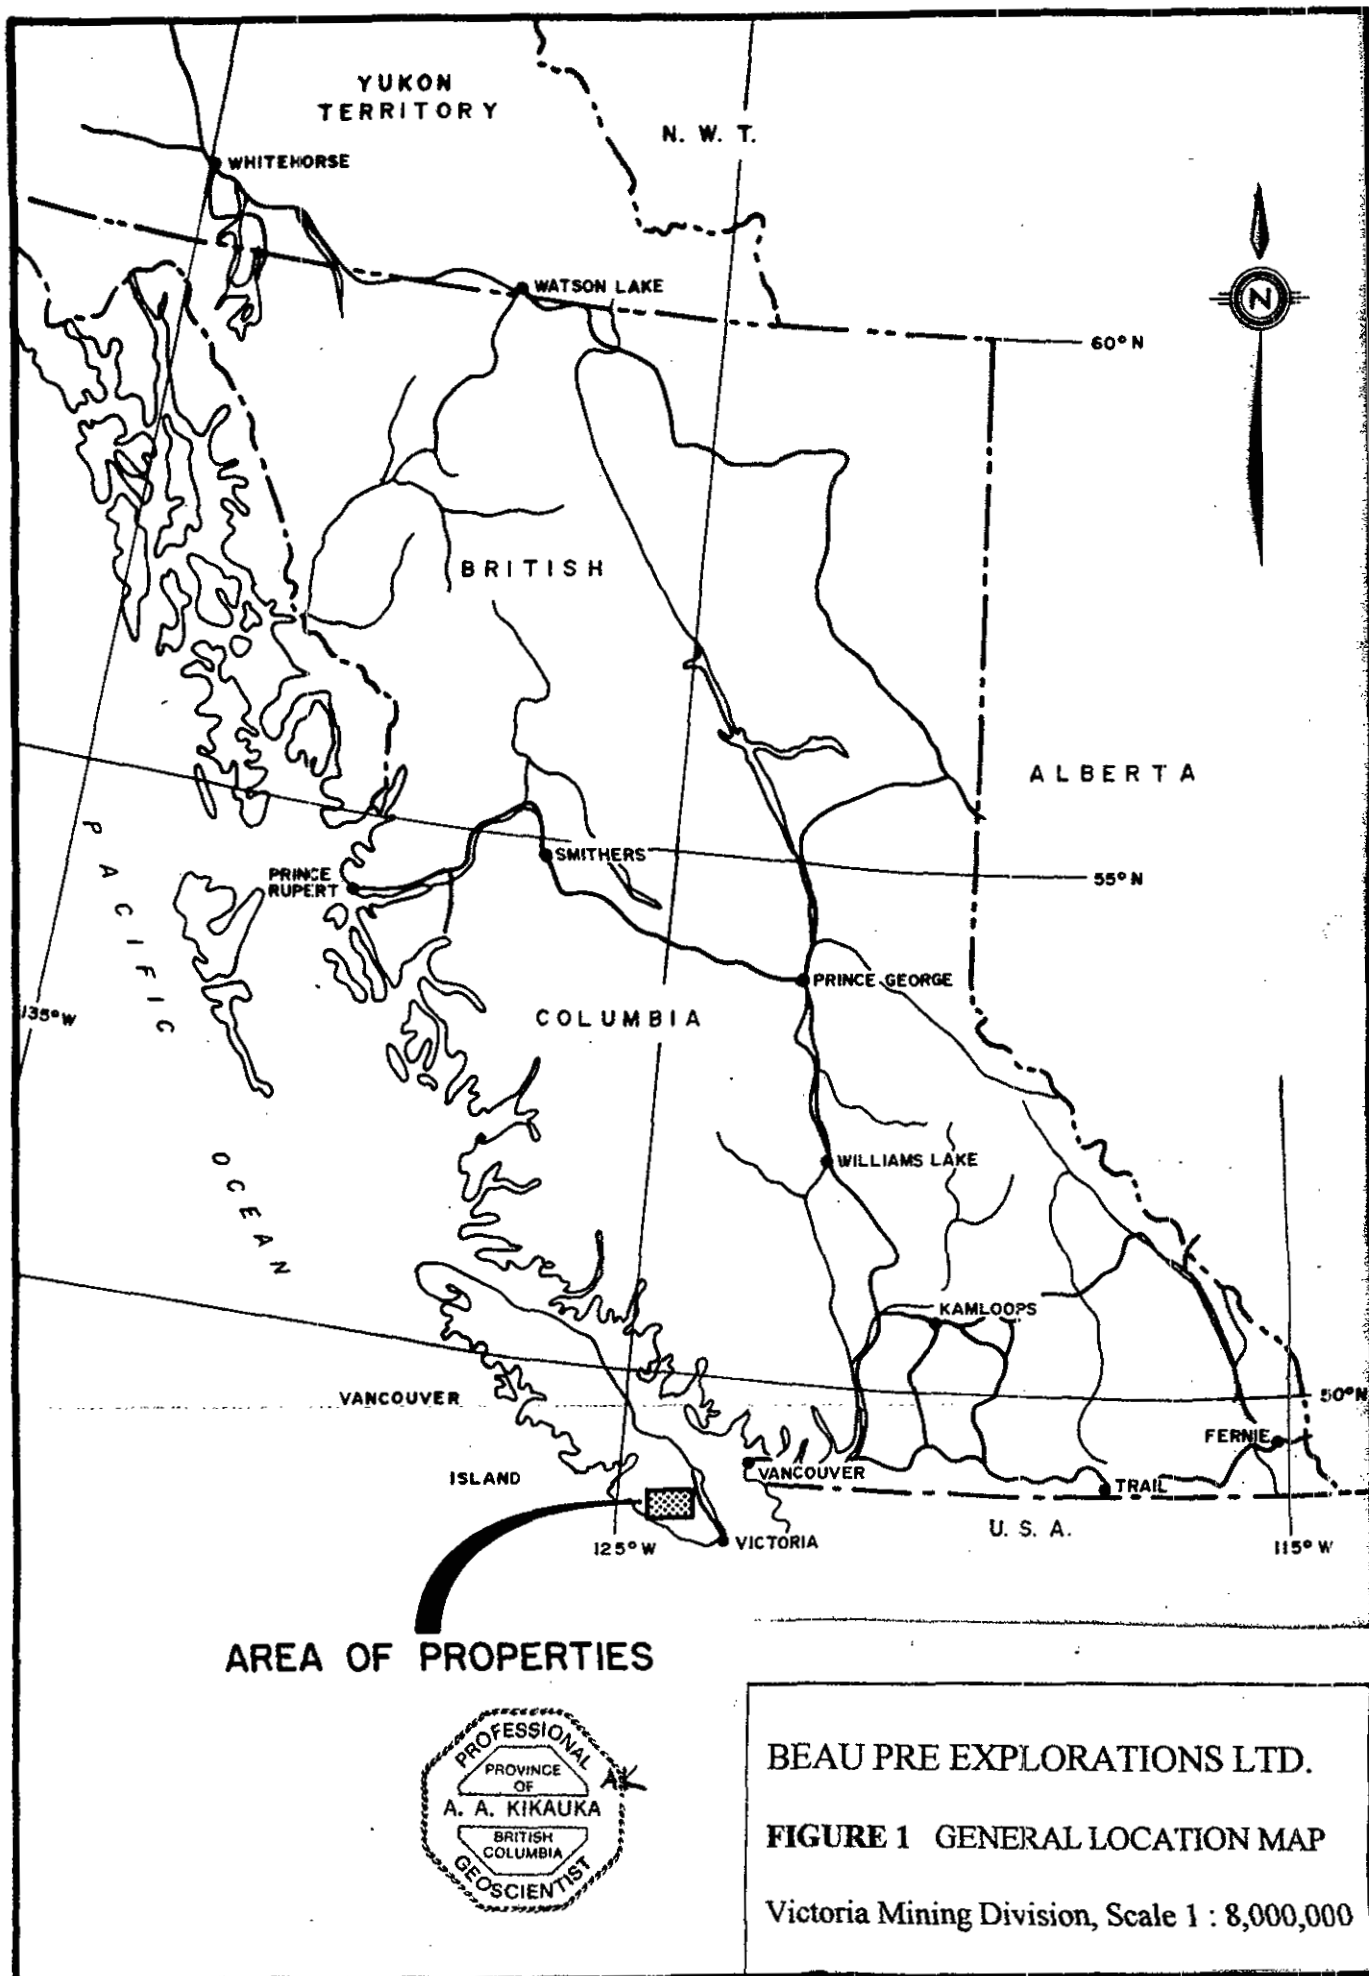 YUKON
TERRITORY
N. W. T.
WHITEHORSE
N
WATSON LAKE
60° N
BRITISH
ALBERTA
PACIFIC
OCEAN
SMITHERS
PRINCE
RUPERT
55° N
PRINCE GEORGE
135° W
COLUMBIA
WILLIAMS LAKE
KAMLOOPS
VANCOUVER
ISLAND
50° N
FERNIE
VANCOUVER
TRAIL
U. S. A.
125° W
VICTORIA
115° W
AREA OF PROPERTIES
PROFESSIONAL
PROVINCE
OF
A. A. KIKAUKA
BRITISH
COLUMBIA
GEOSCIENTIST
AK
BEAU PRE EXPLORATIONS LTD.
FIGURE 1 GENERAL LOCATION MAP
Victoria Mining Division, Scale 1 : 8,000,000